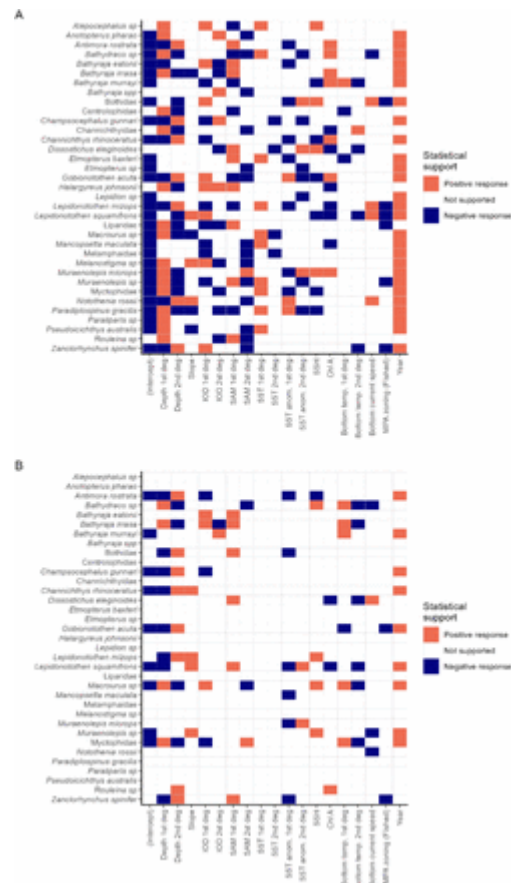 A
Alepocephalus sp
Anotopterus pharao
Antimora rostrata
Bathydraco sp
Bathyraja eatonii
Bathyraja irrasa
Bathyraja murrayi
Bathyraja spp
Bothidae
Centrolophidae
Champsocephalus gunnari
Channichthyidae
Channichthys rhinoceratus
Dissostichus eleginoides
Etmopterus baxteri
Etmopterus sp
Gobionotothen acuta
Halargyreus johnsonii
Lepidion sp
Lepidonotothen mizops
Lepidonotothen squamifrons
Liparidae
Macrourus sp
Mancopsetta maculata
Melamphaidae
Melanostigma sp
Muraenolepis microps
Muraenolepis sp
Myctophidae
Notothenia rossii
Paradiplospinus gracilis
Paraliparis sp
Pseudocichthys australis
Rouleina sp
Zanclorhynchus spinifer
(Intercept)
Depth 1st deg
Depth 2nd deg
Slope
IOD 1st deg
IOD 2nd deg
SAM 1st deg
SAM 2nd deg
SST 1st deg
SST 2nd deg
SST anom. 1st deg
SST anom. 2nd deg
SSH
Chl A
Bottom temp. 1st deg
Bottom temp. 2nd deg
Bottom current speed
MPA zoning (Fished)
Year
Statistical
support
Positive response
Not supported
Negative response
B
Alepocephalus sp
Anotopterus pharao
Antimora rostrata
Bathydraco sp
Bathyraja eatonii
Bathyraja irrasa
Bathyraja murrayi
Bathyraja spp
Bothidae
Centrolophidae
Champsocephalus gunnari
Channichthyidae
Channichthys rhinoceratus
Dissostichus eleginoides
Etmopterus baxteri
Etmopterus sp
Gobionotothen acuta
Halargyreus johnsonii
Lepidion sp
Lepidonotothen mizops
Lepidonotothen squamifrons
Liparidae
Macrourus sp
Mancopsetta maculata
Melamphaidae
Melanostigma sp
Muraenolepis microps
Muraenolepis sp
Myctophidae
Notothenia rossii
Paradiplospinus gracilis
Paraliparis sp
Pseudocichthys australis
Rouleina sp
Zanclorhynchus spinifer
(Intercept)
Depth 1st deg
Depth 2nd deg
Slope
IOD 1st deg
IOD 2nd deg
SAM 1st deg
SAM 2nd deg
SST 1st deg
SST 2nd deg
SST anom. 1st deg
SST anom. 2nd deg
SSH
Chl A
Bottom temp. 1st deg
Bottom temp. 2nd deg
Bottom current speed
MPA zoning (Fished)
Year
Statistical
support
Positive response
Not supported
Negative response